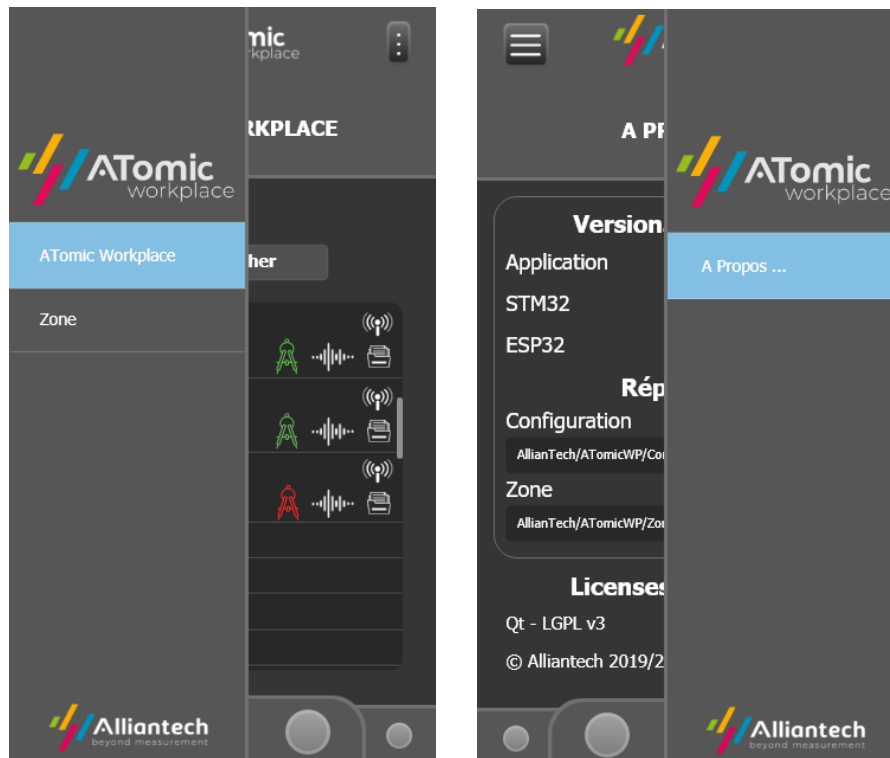 mic
kplace
RKPLACE
ATomic
workplace
ATomic Workplace
her
Zone
Alliantech
beyond measurement
A PR
ATomic
workplace
Version
A Propos ...
Application
STM32
ESP32
Rép
Configuration
AllianTech/ATomicWP/Co
Zone
AllianTech/ATomicWP/Zo
Licenses
Qt - LGPL v3
© Alliantech 2019/2
Alliantech
beyond measurement